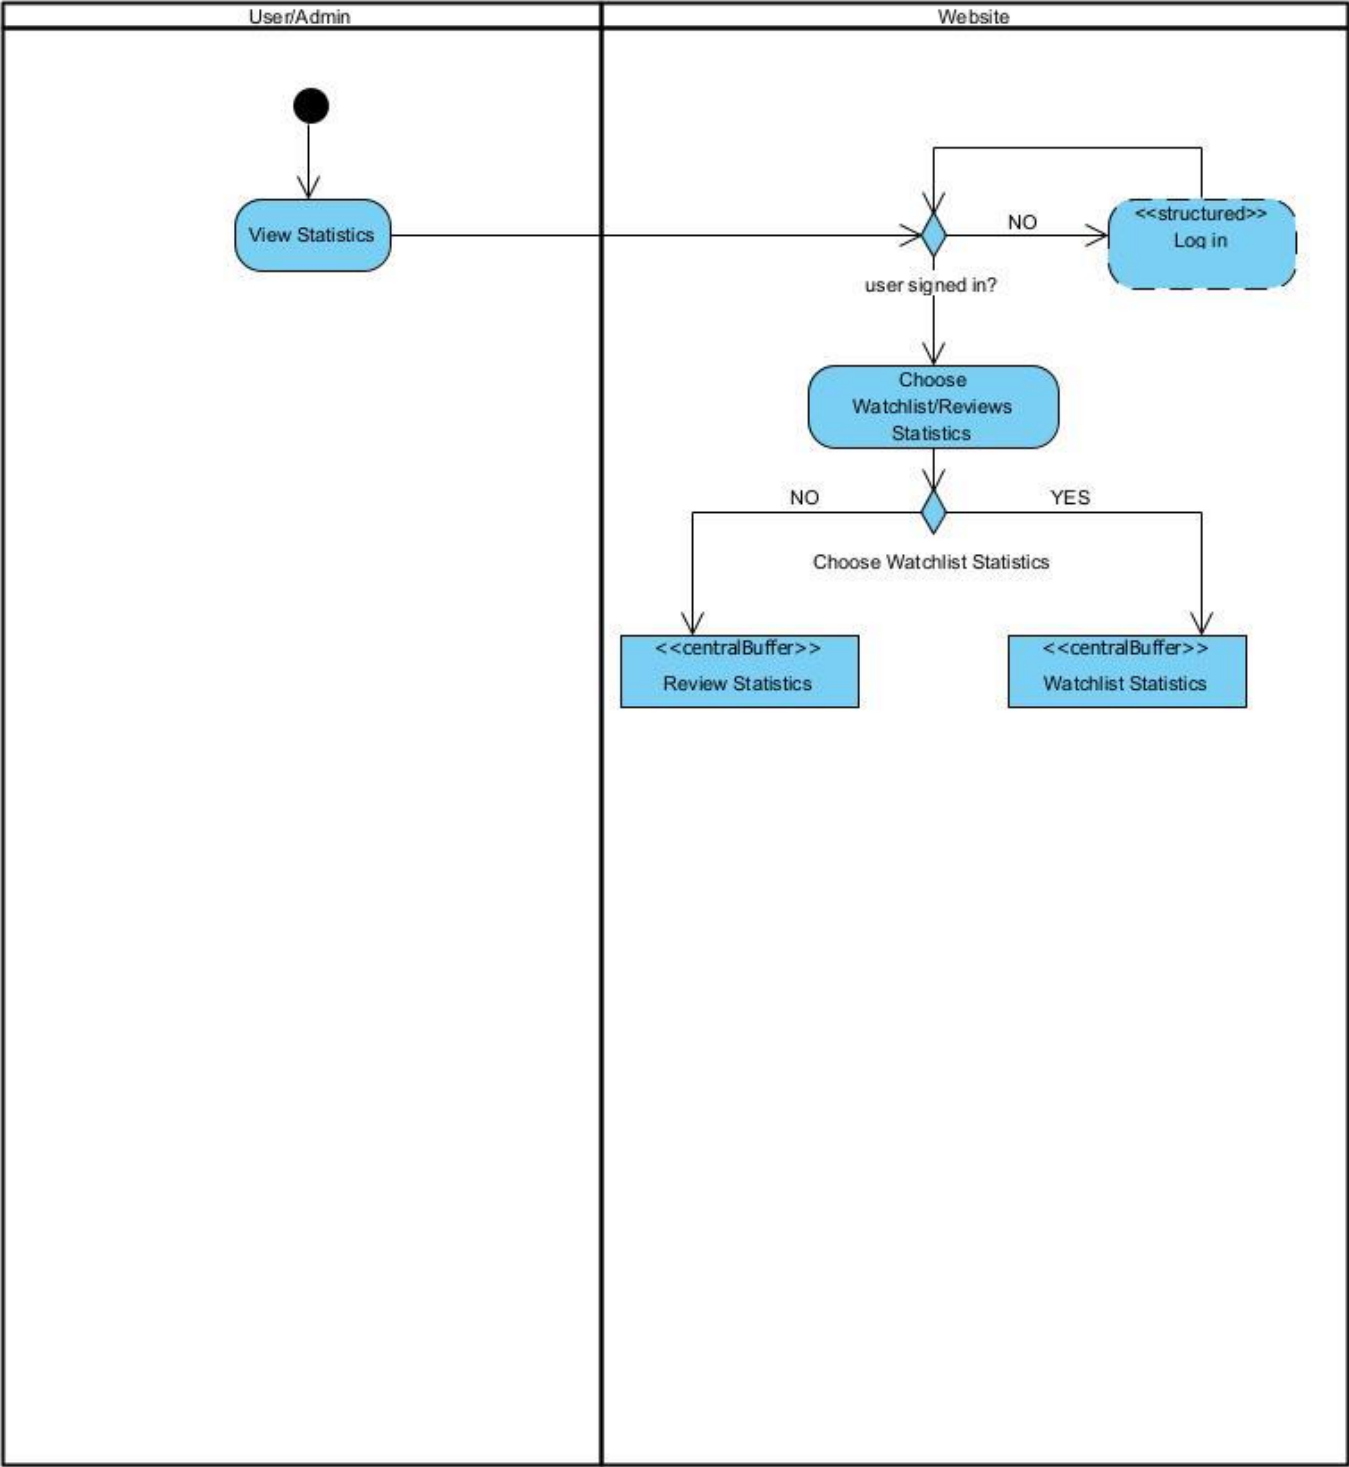 User/Admin
Website
<<structured>>
NO
Log in
View Statistics
user signed in?
Choose
Watchlist/Reviews
Statistics
NO
YES
Choose Watchlist Statistics
<<centralBuffer>>
Review Statistics
<<centralBuffer>>
Watchlist Statistics